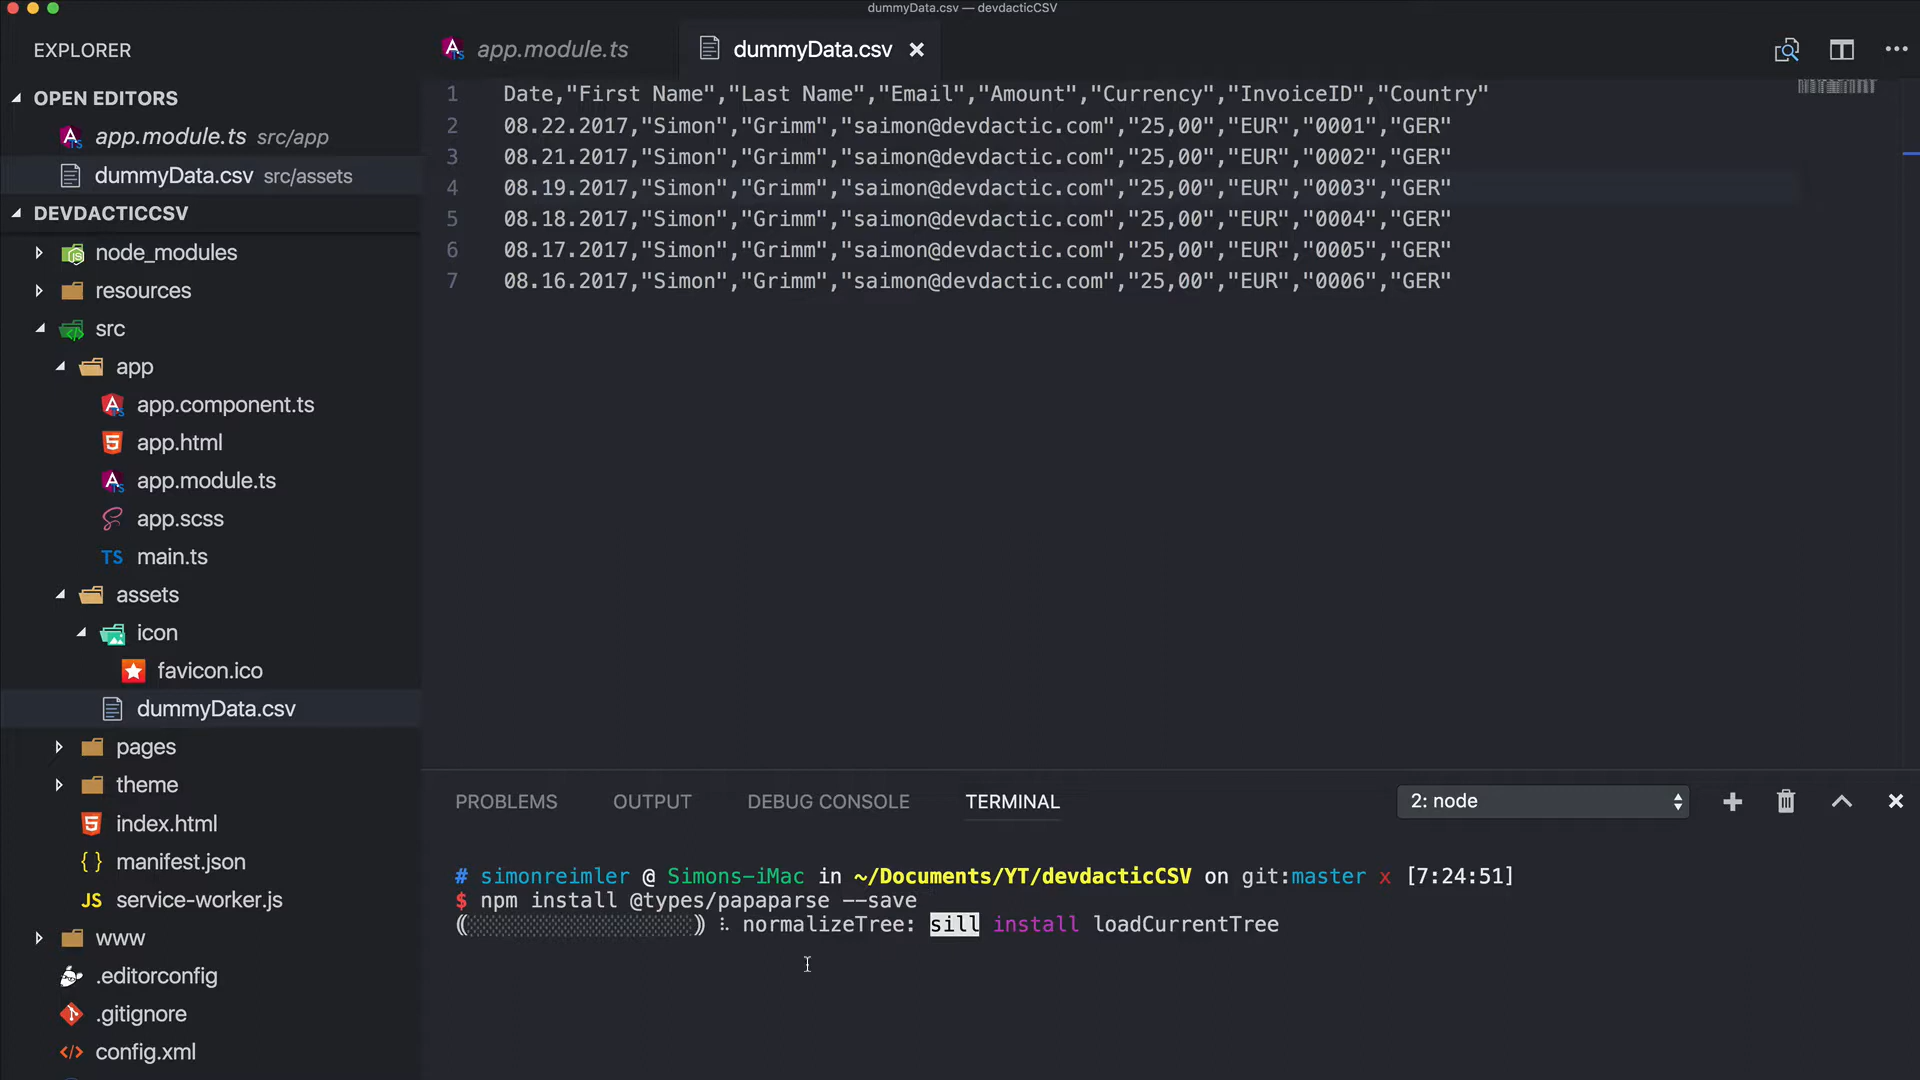 dummyData.csv — devdacticCSV
EXPLORER
OPEN EDITORS
app.module.ts src/app
dummyData.csv src/assets
DEVDACTICCSV
node_modules
resources
src
app
app.component.ts
app.html
app.module.ts
app.scss
TS main.ts
assets
icon
favicon.ico
dummyData.csv
pages
theme
index.html
{ } manifest.json
JS service-worker.js
www
.editorconfig
.gitignore
config.xml
app.module.ts
dummyData.csv
1 Date,"First Name","Last Name","Email","Amount","Currency","InvoiceID","Country"
2 08.22.2017,"Simon","Grimm","saimon@devdactic.com","25,00","EUR","0001","GER"
3 08.21.2017,"Simon","Grimm","saimon@devdactic.com","25,00","EUR","0002","GER"
4 08.19.2017,"Simon","Grimm","saimon@devdactic.com","25,00","EUR","0003","GER"
5 08.18.2017,"Simon","Grimm","saimon@devdactic.com","25,00","EUR","0004","GER"
6 08.17.2017,"Simon","Grimm","saimon@devdactic.com","25,00","EUR","0005","GER"
7 08.16.2017,"Simon","Grimm","saimon@devdactic.com","25,00","EUR","0006","GER"
PROBLEMS OUTPUT DEBUG CONSOLE TERMINAL 2: node
# simonreimler @ Simons-iMac in ~/Documents/YT/devdacticCSV on git:master x [7:24:51]
$ npm install @types/papaparse --save
(░░░░░░░░░░░░░░░░░░) ⠧ normalizeTree: sill install loadCurrentTree